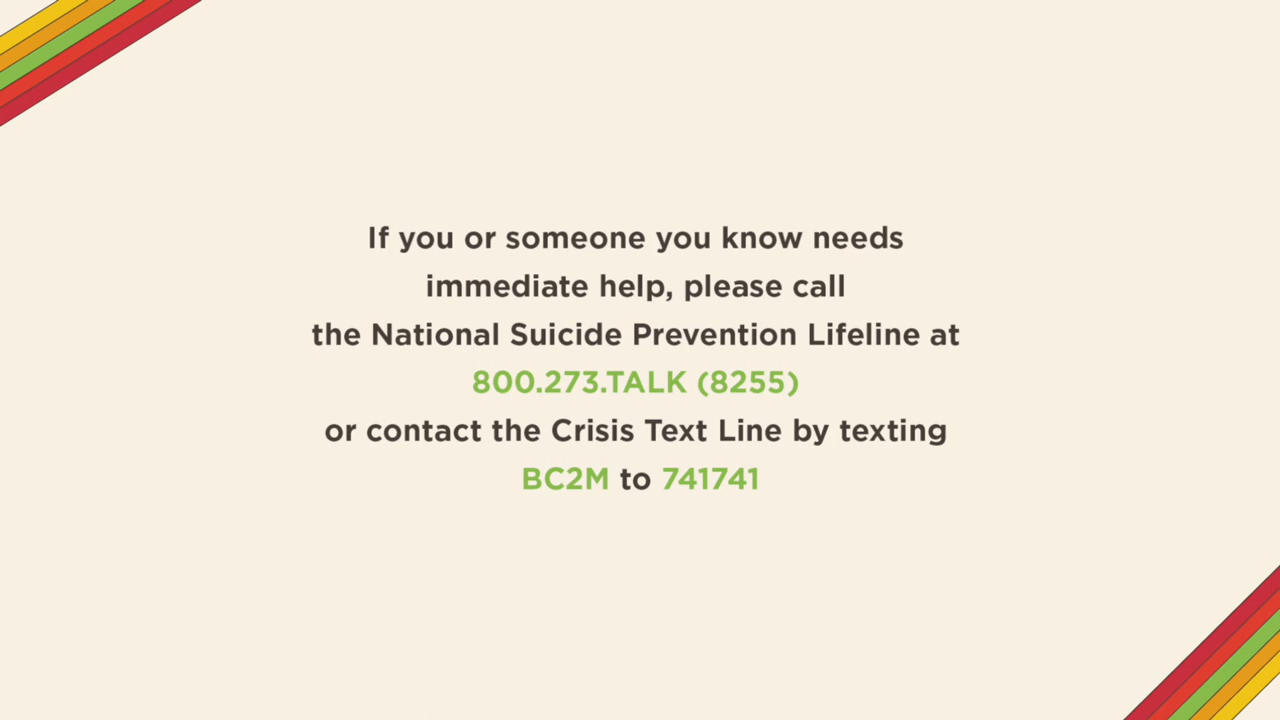 If you or someone you know needs
immediate help, please call
the National Suicide Prevention Lifeline at
800.273.TALK (8255)
or contact the Crisis Text Line by texting
BC2M to 741741